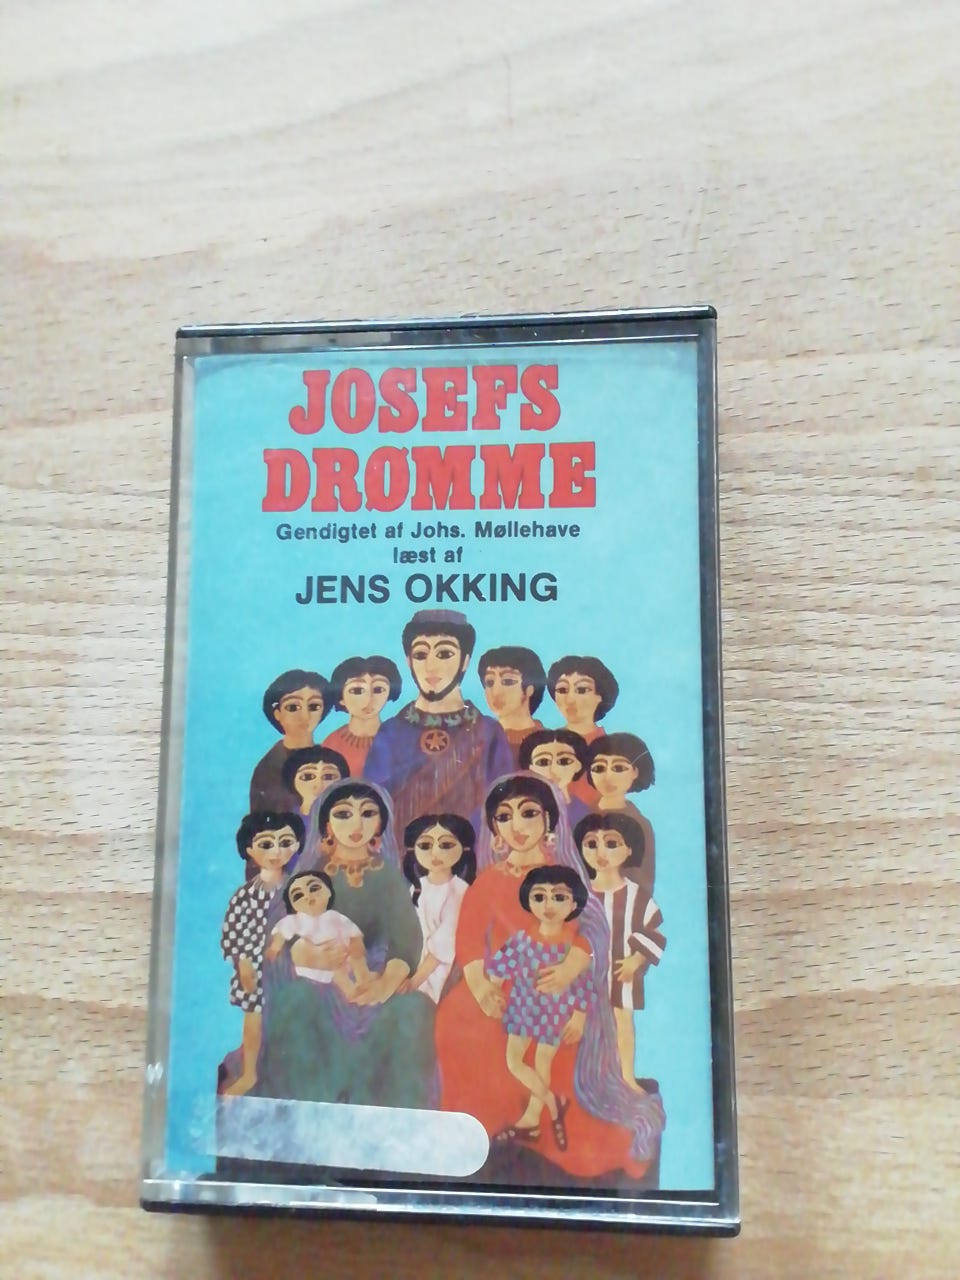 JOSEFS
DRØMME
Gendigtet af Johs. Møllehave
læst af
JENS OKKING